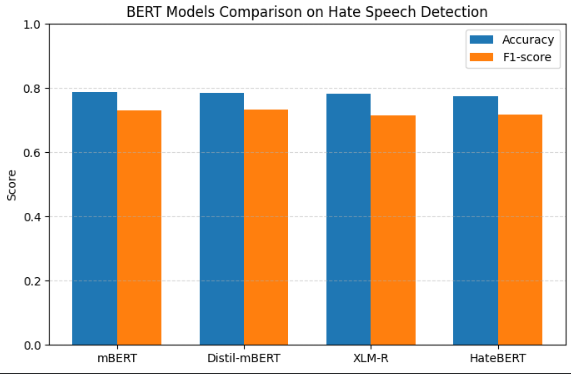 BERT Models Comparison on Hate Speech Detection
1.0
0.8
0.6
0.4
0.2
0.0
Score
Accuracy
F1-score
mBERT
Distil-mBERT
XLM-R
HateBERT